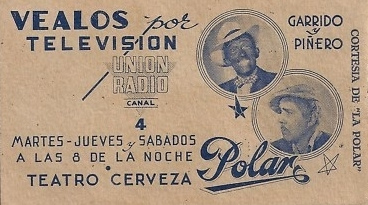 VEALOS por
TELEVISION
UNION
RADIO
CANAL
4
MARTES - JUEVES y SABADOS
A LAS 8 DE LA NOCHE
TEATRO CERVEZA Polar
GARRIDO
y
PIÑERO
CORTESIA DE "LA POLAR"